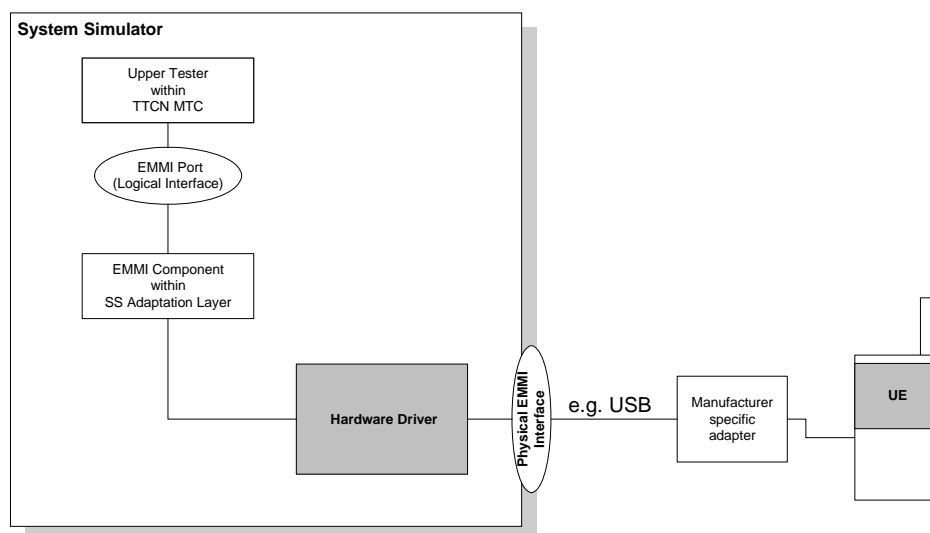 System Simulator
Upper Tester
within
TTCN MTC
EMMI Port
(Logical Interface)
EMMI Component
within
SS Adaptation Layer
Hardware Driver
Physical EMMI
Interface
e.g. USB
Manufacturer
specific
adapter
UE